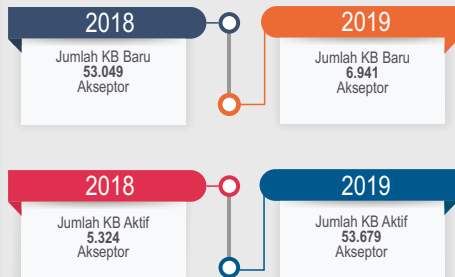 2018
Jumlah KB Baru
53.049
Akseptor
2019
Jumlah KB Baru
6.941
Akseptor
2018
Jumlah KB Aktif
5.324
Akseptor
2019
Jumlah KB Aktif
53.679
Akseptor